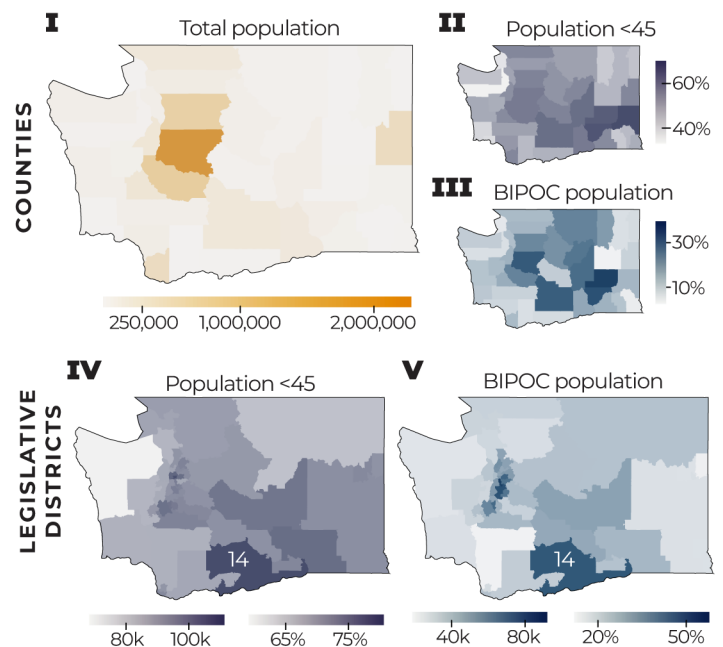 I
Total population
COUNTIES
250,000 1,000,000 2,000,000
II
Population <45
60%
40%
III
BIPOC population
30%
10%
LEGISLATIVE
DISTRICTS
IV
Population <45
14
80k 100k 65% 75%
V
BIPOC population
14
40k 80k 20% 50%